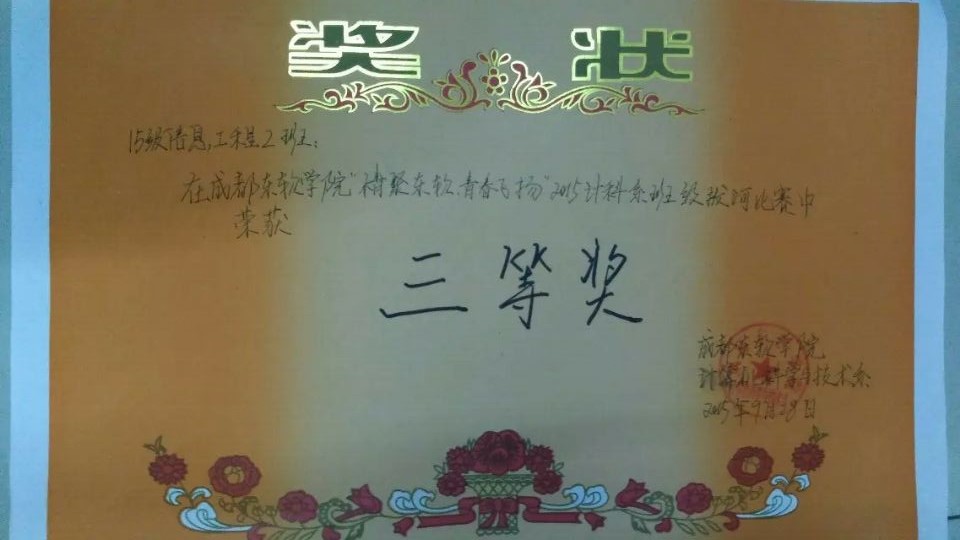 奖 状
15级信息工程2班：
在成都东软学院"情聚东软,青春飞扬"2015计科系班级拔河比赛中
荣获
三等奖
成都东软学院
计算机科学与技术系
2015年9月28日